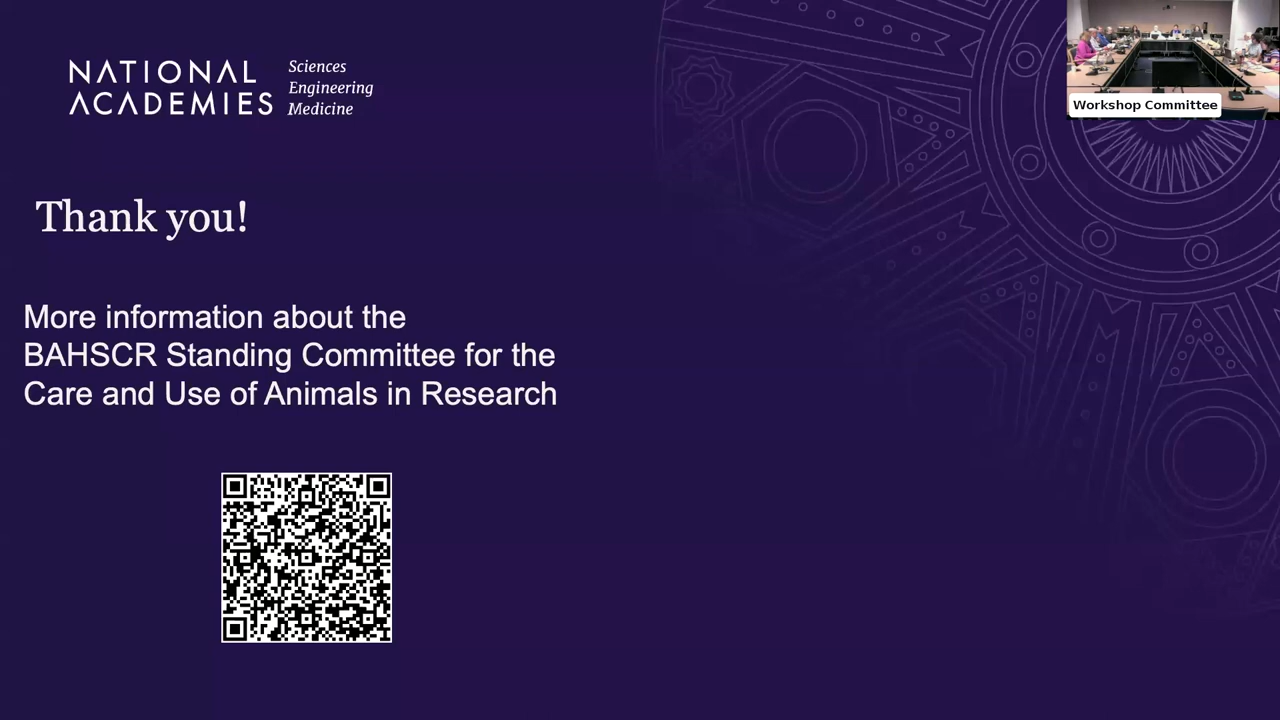 NATIONAL
ACADEMIES
Sciences
Engineering
Medicine
Workshop Committee
Thank you!
More information about the
BAHSCR Standing Committee for the
Care and Use of Animals in Research